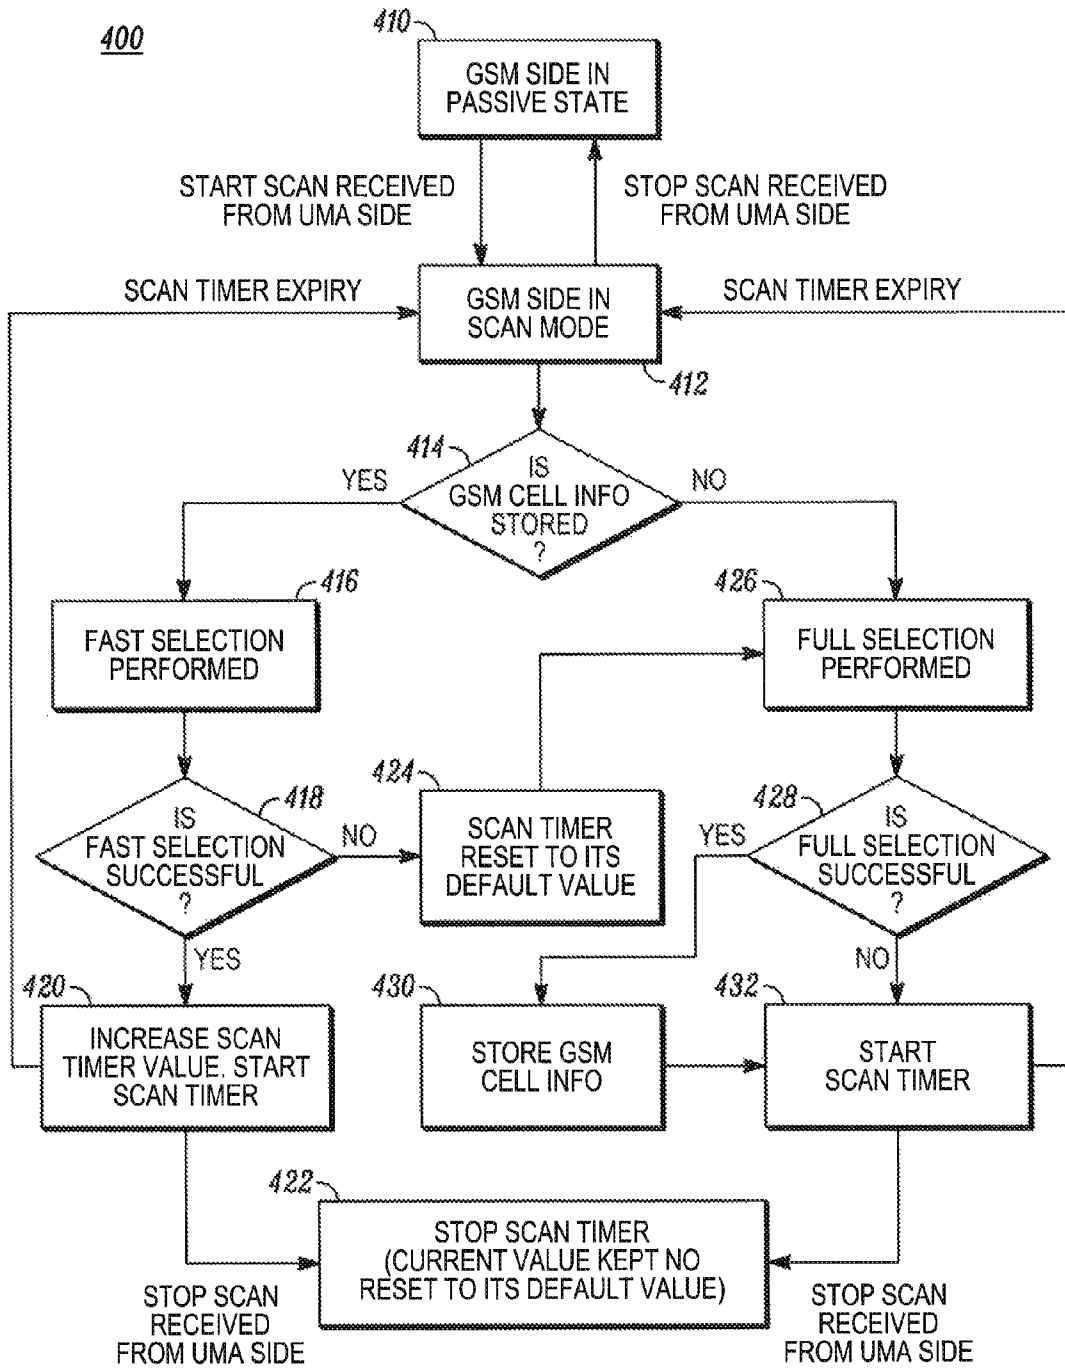 400
410
GSM SIDE IN
PASSIVE STATE
START SCAN RECEIVED
FROM UMA SIDE
STOP SCAN RECEIVED
FROM UMA SIDE
SCAN TIMER EXPIRY
GSM SIDE IN
SCAN MODE
SCAN TIMER EXPIRY
412
414
YES
IS
GSM CELL INFO
STORED
?
NO
416
FAST SELECTION
PERFORMED
426
FULL SELECTION
PERFORMED
418
IS
FAST SELECTION
SUCCESSFUL
?
NO
YES
424
SCAN TIMER
RESET TO ITS
DEFAULT VALUE
428
YES
IS
FULL SELECTION
SUCCESSFUL
?
NO
420
INCREASE SCAN
TIMER VALUE. START
SCAN TIMER
430
STORE GSM
CELL INFO
432
START
SCAN TIMER
422
STOP SCAN TIMER
(CURRENT VALUE KEPT NO
RESET TO ITS DEFAULT VALUE)
STOP SCAN
RECEIVED
FROM UMA SIDE
STOP SCAN
RECEIVED
FROM UMA SIDE